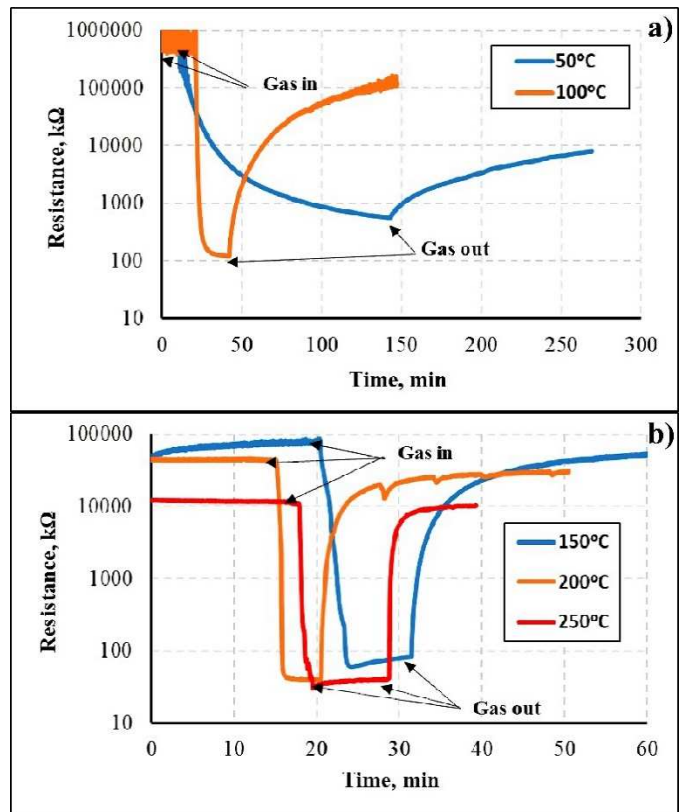 a)
1000000
100000
10000
1000
100
10
Resistance, kΩ
Gas in
50°C
100°C
Gas out
0 50 100 150 200 250 300
Time, min
b)
100000
10000
1000
100
10
Resistance, kΩ
Gas in
150°C
200°C
250°C
Gas out
0 10 20 30 40 50 60
Time, min